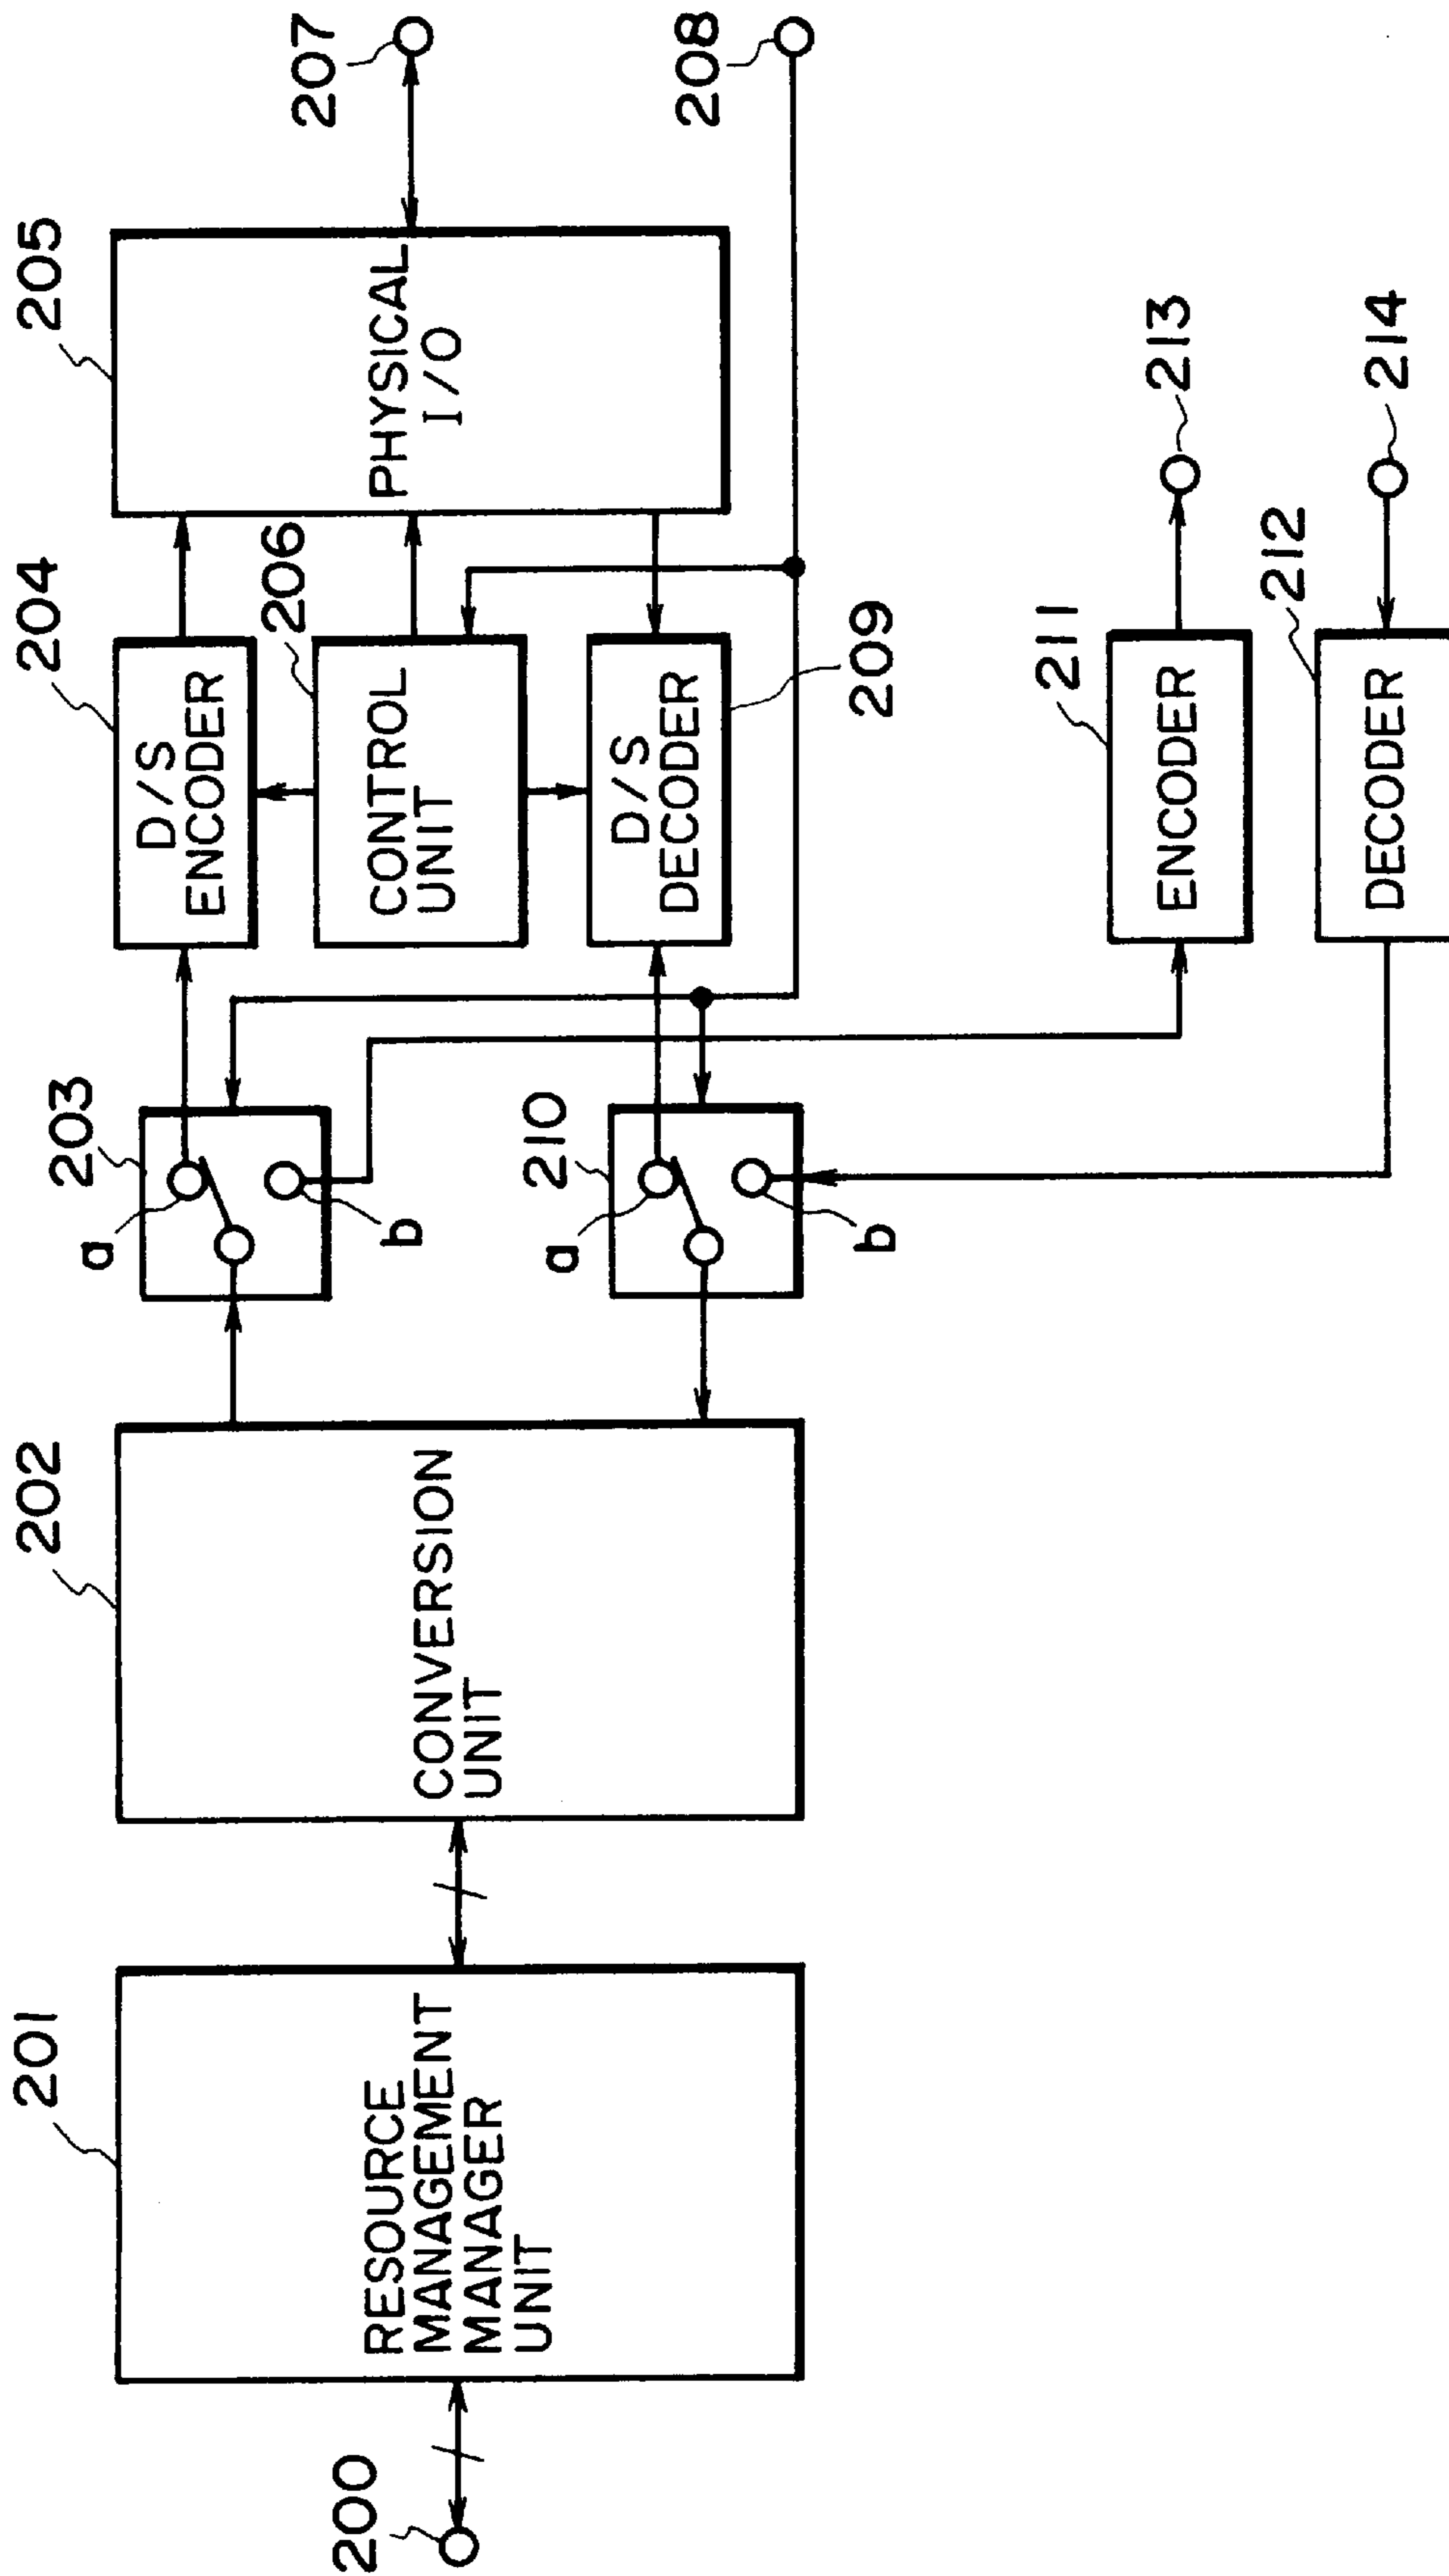 200
201
RESOURCE
MANAGEMENT
MANAGER
UNIT
202
CONVERSION
UNIT
203
a
b
210
a
b
204
D/S
ENCODER
206
CONTROL
UNIT
D/S
DECODER
209
205
PHYSICAL
I/O
207
208
211
ENCODER
213
212
DECODER
214